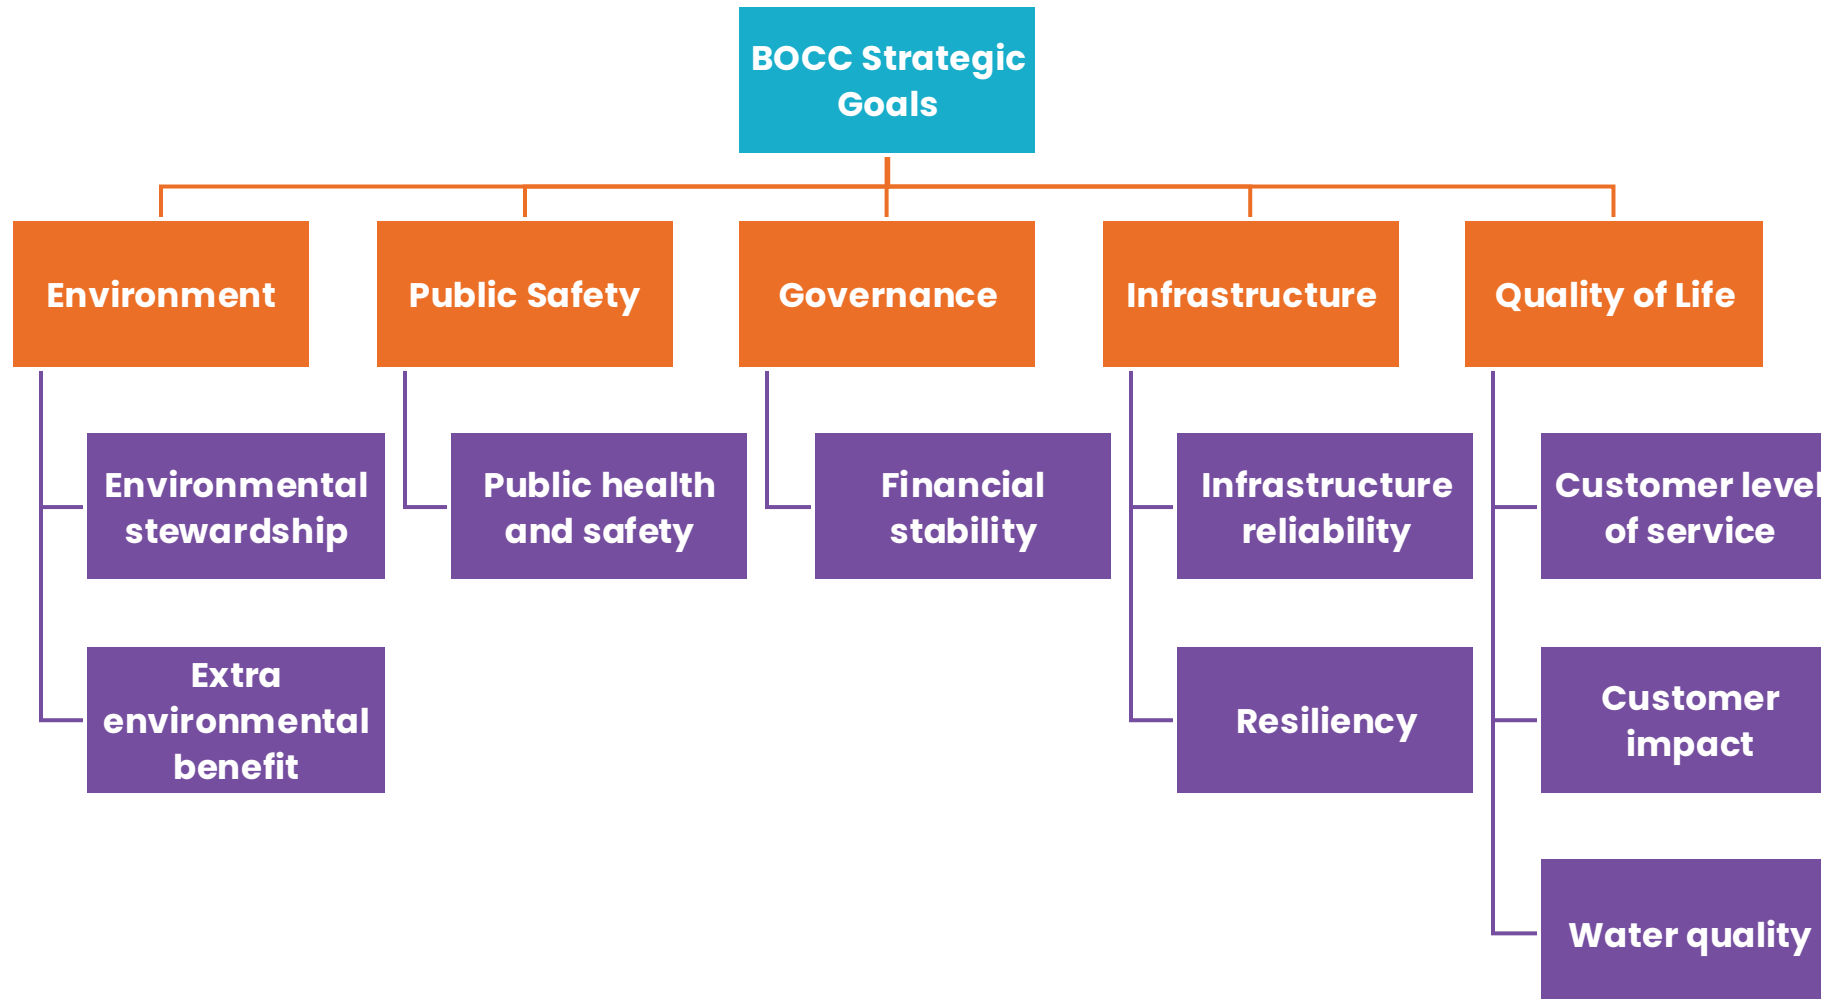 BOCC Strategic
Goals
Environment
Public Safety
Governance
Infrastructure
Quality of Life
Environmental
stewardship
Public health
and safety
Financial
stability
Infrastructure
reliability
Customer level
of service
Extra
environmental
benefit
Resiliency
Customer
impact
Water quality